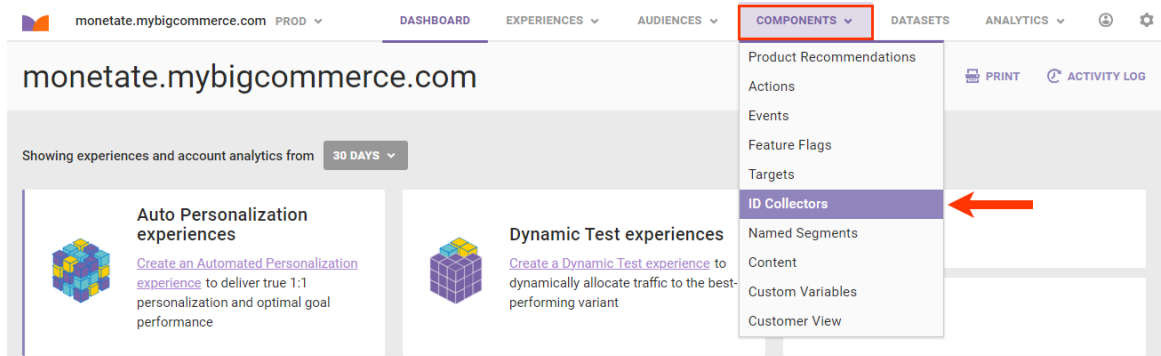 monetate.mybigcommerce.com PROD
DASHBOARD
EXPERIENCES
AUDIENCES
COMPONENTS
DATASETS
ANALYTICS
monetate.mybigcommerce.com
PRINT
ACTIVITY LOG
Product Recommendations
Actions
Events
Feature Flags
Targets
ID Collectors
Named Segments
Content
Custom Variables
Customer View
Showing experiences and account analytics from
30 DAYS
Auto Personalization
experiences
Create an Automated Personalization
experience to deliver true 1:1
personalization and optimal goal
performance
Dynamic Test experiences
Create a Dynamic Test experience to
dynamically allocate traffic to the best-
performing variant